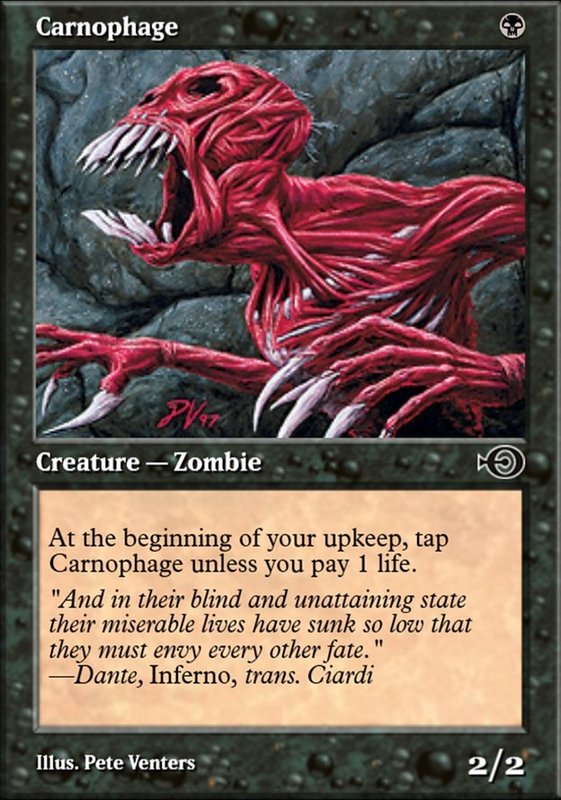 Carnophage
PV 97
Creature — Zombie
At the beginning of your upkeep, tap
Carnophage unless you pay 1 life.
"And in their blind and unattaining state
their miserable lives have sunk so low that
they must envy every other fate."
—Dante, Inferno, trans. Ciardi
Illus. Pete Venters
2/2